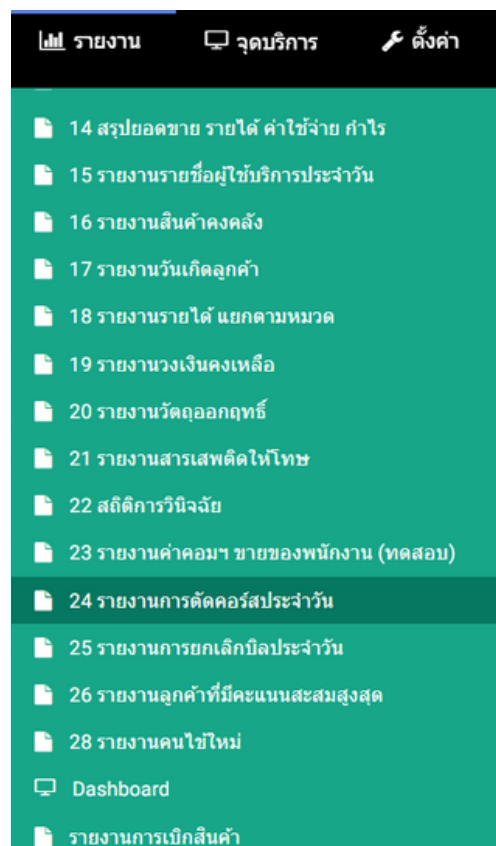 รายงาน จุดบริการ ตั้งค่า
14 สรุปยอดขาย รายได้ ค่าใช้จ่าย กำไร
15 รายงานรายชื่อผู้ใช้บริการประจำวัน
16 รายงานสินค้าคงคลัง
17 รายงานวันเกิดลูกค้า
18 รายงานรายได้ แยกตามหมวด
19 รายงานวงเงินคงเหลือ
20 รายงานวัตถุออกฤทธิ์
21 รายงานสารเสพติดให้โทษ
22 สถิติการวินิจฉัย
23 รายงานค่าคอมฯ ขายของพนักงาน (ทดสอบ)
24 รายงานการตัดคอร์สประจำวัน
25 รายงานการยกเลิกบิลประจำวัน
26 รายงานลูกค้าที่มีคะแนนสะสมสูงสุด
28 รายงานคนไข้ใหม่
Dashboard
รายงานการเบิกสินค้า